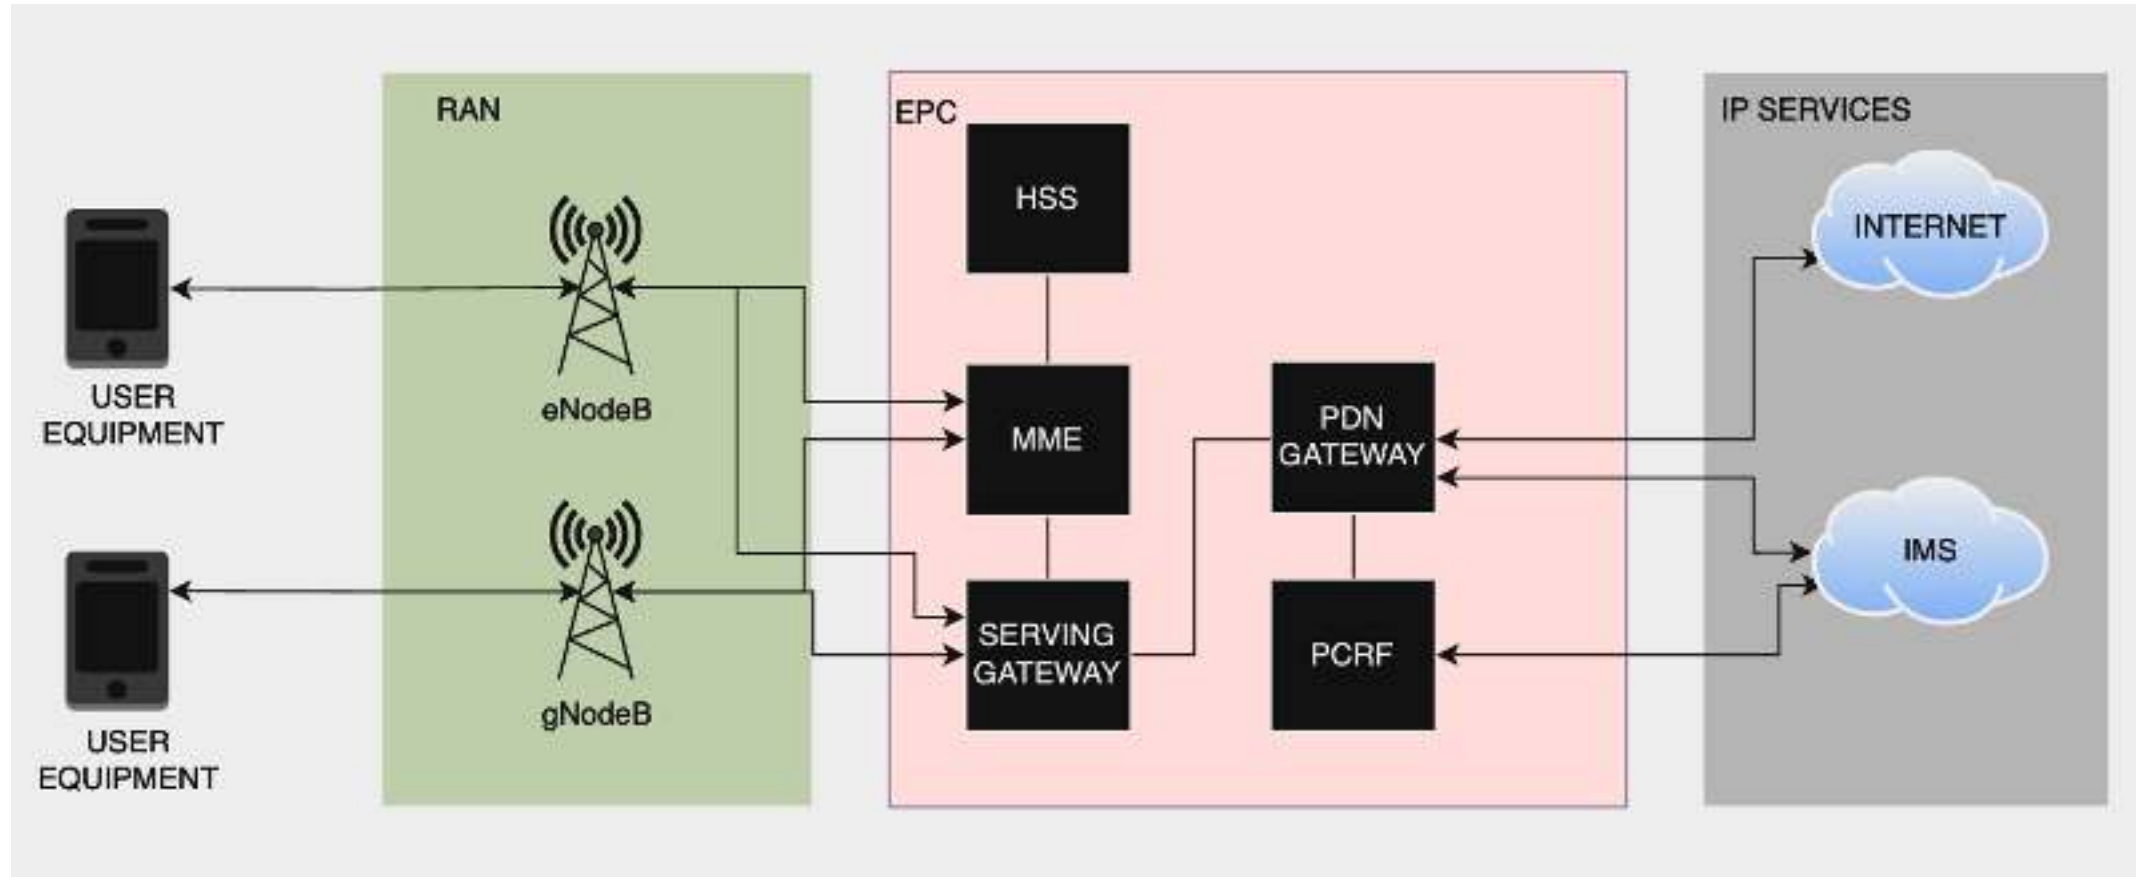 RAN
EPC
IP SERVICES
HSS
INTERNET
USER
EQUIPMENT
eNodeB
MME
PDN
GATEWAY
IMS
SERVING
GATEWAY
PCRF
gNodeB
USER
EQUIPMENT